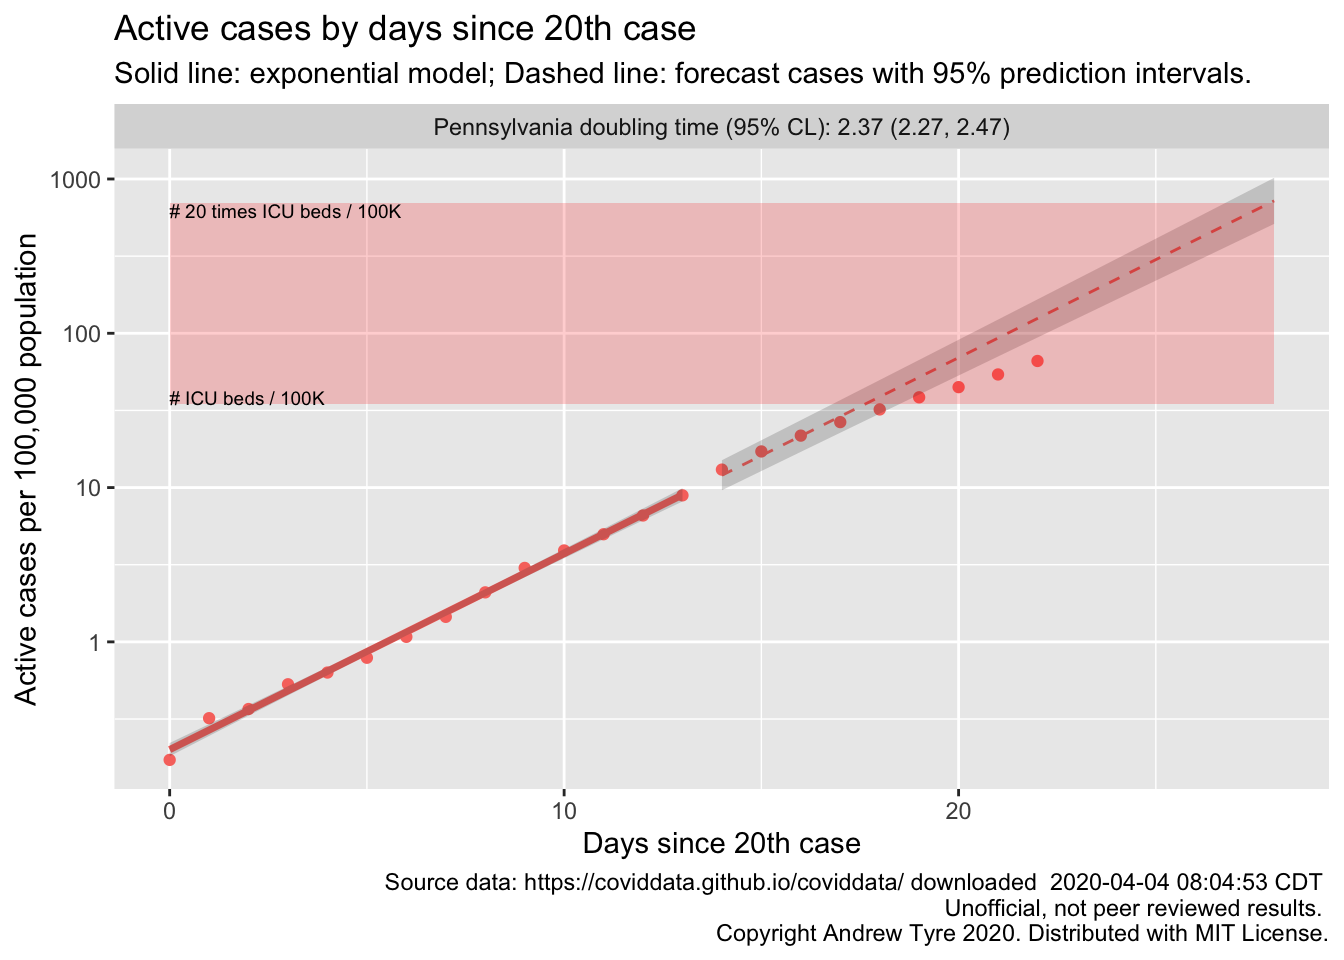 Active cases by days since 20th case
Solid line: exponential model; Dashed line: forecast cases with 95% prediction intervals.
Pennsylvania doubling time (95% CL): 2.37 (2.27, 2.47)
Active cases per 100,000 population
1000
100
10
1
# 20 times ICU beds / 100K
# ICU beds / 100K
0
10
20
Days since 20th case
Source data: https://coviddata.github.io/coviddata/ downloaded  2020-04-04 08:04:53 CDT
Unofficial, not peer reviewed results.
Copyright Andrew Tyre 2020. Distributed with MIT License.